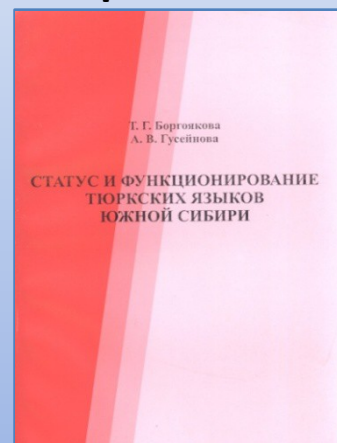 Т. Г. Боргоякова
А. В. Гусейнова
СТАТУС И ФУНКЦИОНИРОВАНИЕ
ТЮРКСКИХ ЯЗЫКОВ
ЮЖНОЙ СИБИРИ